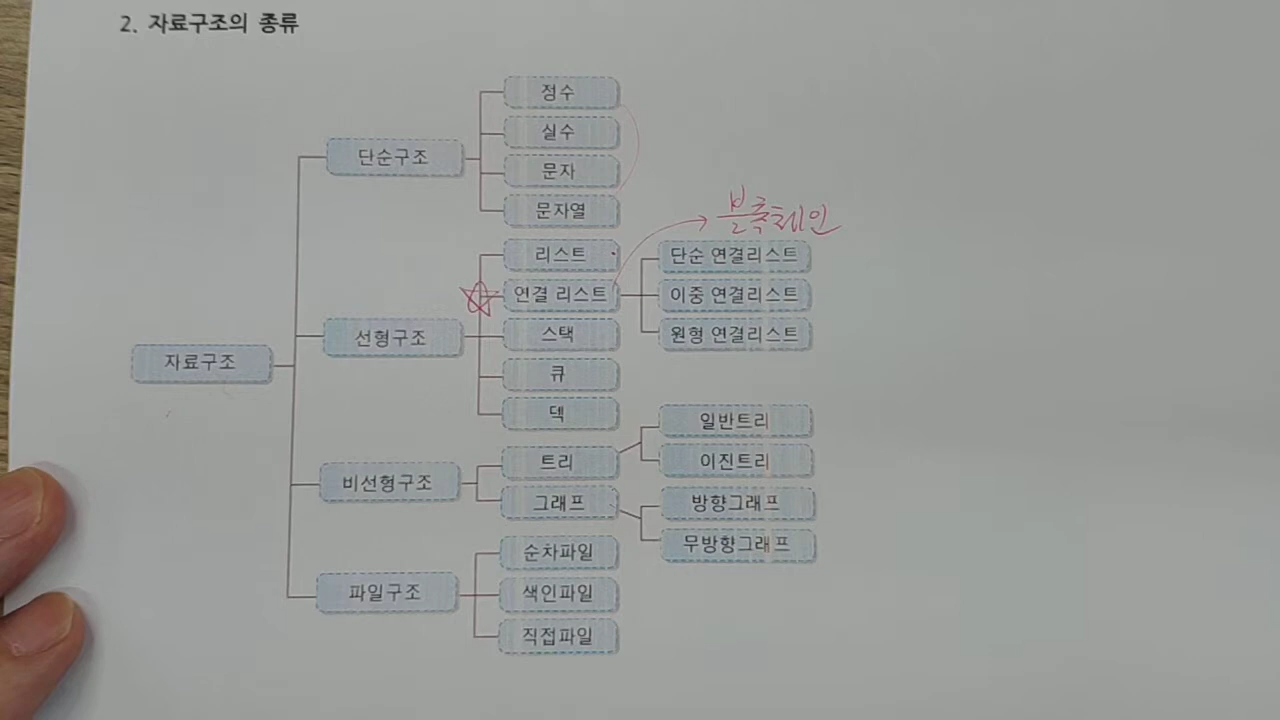 2. 자료구조의 종류
자료구조
단순구조
정수
실수
문자
문자열
선형구조
리스트
연결 리스트
블록체인
단순 연결리스트
이중 연결리스트
원형 연결리스트
스택
큐
덱
비선형구조
트리
일반트리
이진트리
그래프
방향그래프
무방향그래프
파일구조
순차파일
색인파일
직접파일